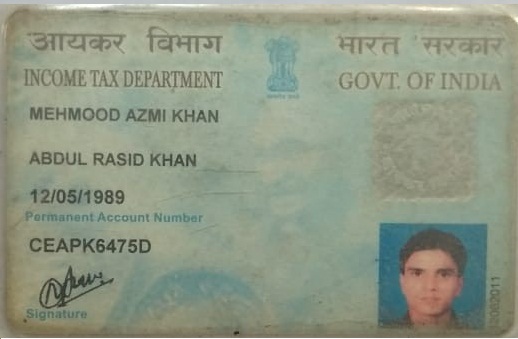 आयकर विभाग
भारत सरकार
INCOME TAX DEPARTMENT
GOVT. OF INDIA
MEHMOOD AZMI KHAN
ABDUL RASID KHAN
12/05/1989
Permanent Account Number
CEAPK6475D
Signature